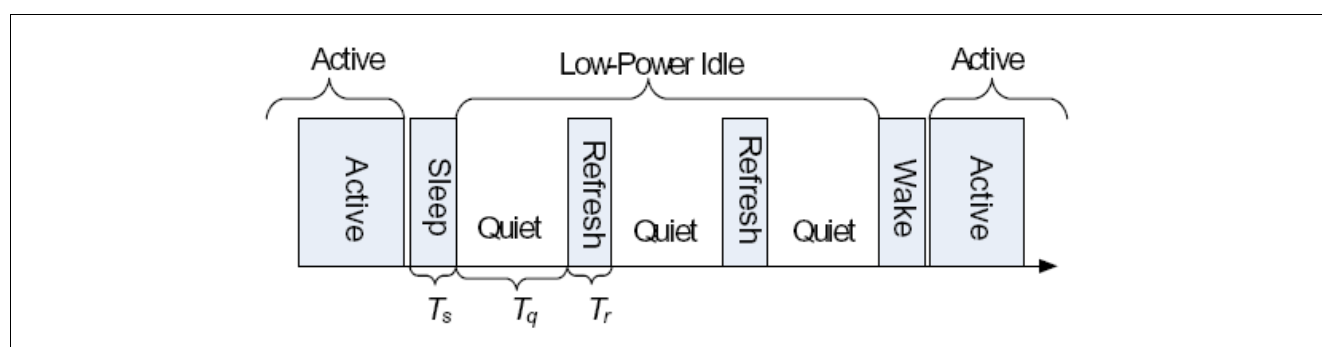 Active Low-Power Idle Active
Active Sleep Quiet Refresh Quiet Refresh Quiet Wake Active
Ts Tq Tr